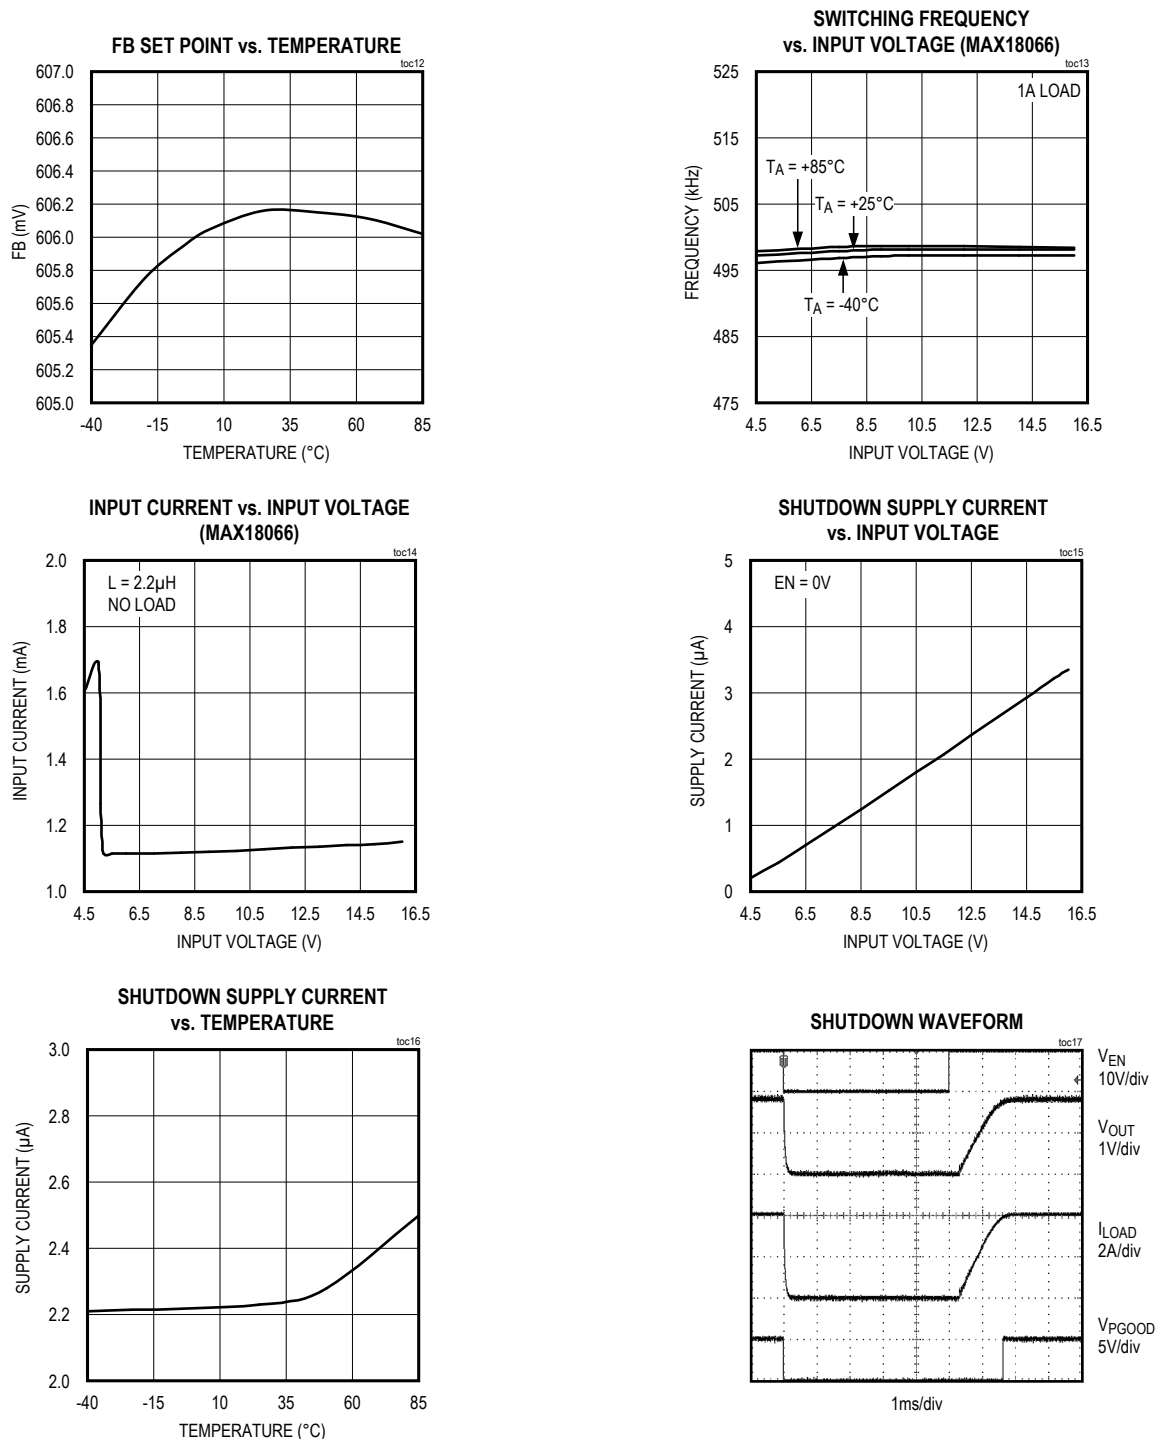 FB SET POINT vs. TEMPERATURE
toc12
607.0
606.8
606.6
606.4
606.2
606.0
605.8
605.6
605.4
605.2
605.0
FB (mV)
-40 -15 10 35 60 85
TEMPERATURE (°C)
SWITCHING FREQUENCY
vs. INPUT VOLTAGE (MAX18066)
toc13
525
515
505
495
485
475
FREQUENCY (kHz)
1A LOAD
TA = +85°C
TA = +25°C
TA = -40°C
4.5 6.5 8.5 10.5 12.5 14.5 16.5
INPUT VOLTAGE (V)
INPUT CURRENT vs. INPUT VOLTAGE
(MAX18066)
toc14
2.0
1.8
1.6
1.4
1.2
1.0
INPUT CURRENT (mA)
L = 2.2µH
NO LOAD
4.5 6.5 8.5 10.5 12.5 14.5 16.5
INPUT VOLTAGE (V)
SHUTDOWN SUPPLY CURRENT
vs. INPUT VOLTAGE
toc15
5
4
3
2
1
0
SUPPLY CURRENT (µA)
EN = 0V
4.5 6.5 8.5 10.5 12.5 14.5 16.5
INPUT VOLTAGE (V)
SHUTDOWN SUPPLY CURRENT
vs. TEMPERATURE
toc16
3.0
2.8
2.6
2.4
2.2
2.0
SUPPLY CURRENT (µA)
-40 -15 10 35 60 85
TEMPERATURE (°C)
SHUTDOWN WAVEFORM
toc17
VEN
10V/div
VOUT
1V/div
ILOAD
2A/div
VPGOOD
5V/div
1ms/div